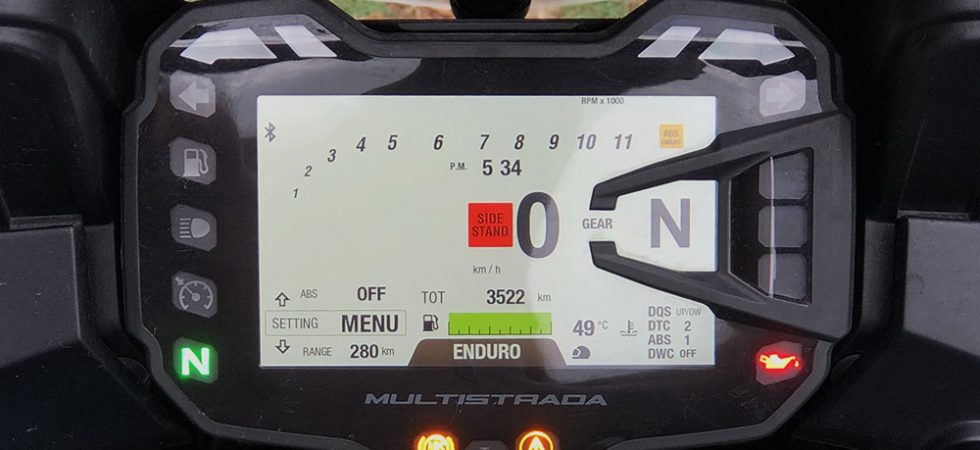 RPM x 1000
1 2 3 4 5 6 7 8 9 10 11
ABS
ENDURO
P.M. 5 34
SIDE
STAND
0
GEAR
N
km / h
ABS OFF
TOT 3522 km
SETTING MENU
RANGE 280 km
49 °C
DQS UP/DW
DTC 2
ABS 1
DWC OFF
ENDURO
N
MULTISTRADA